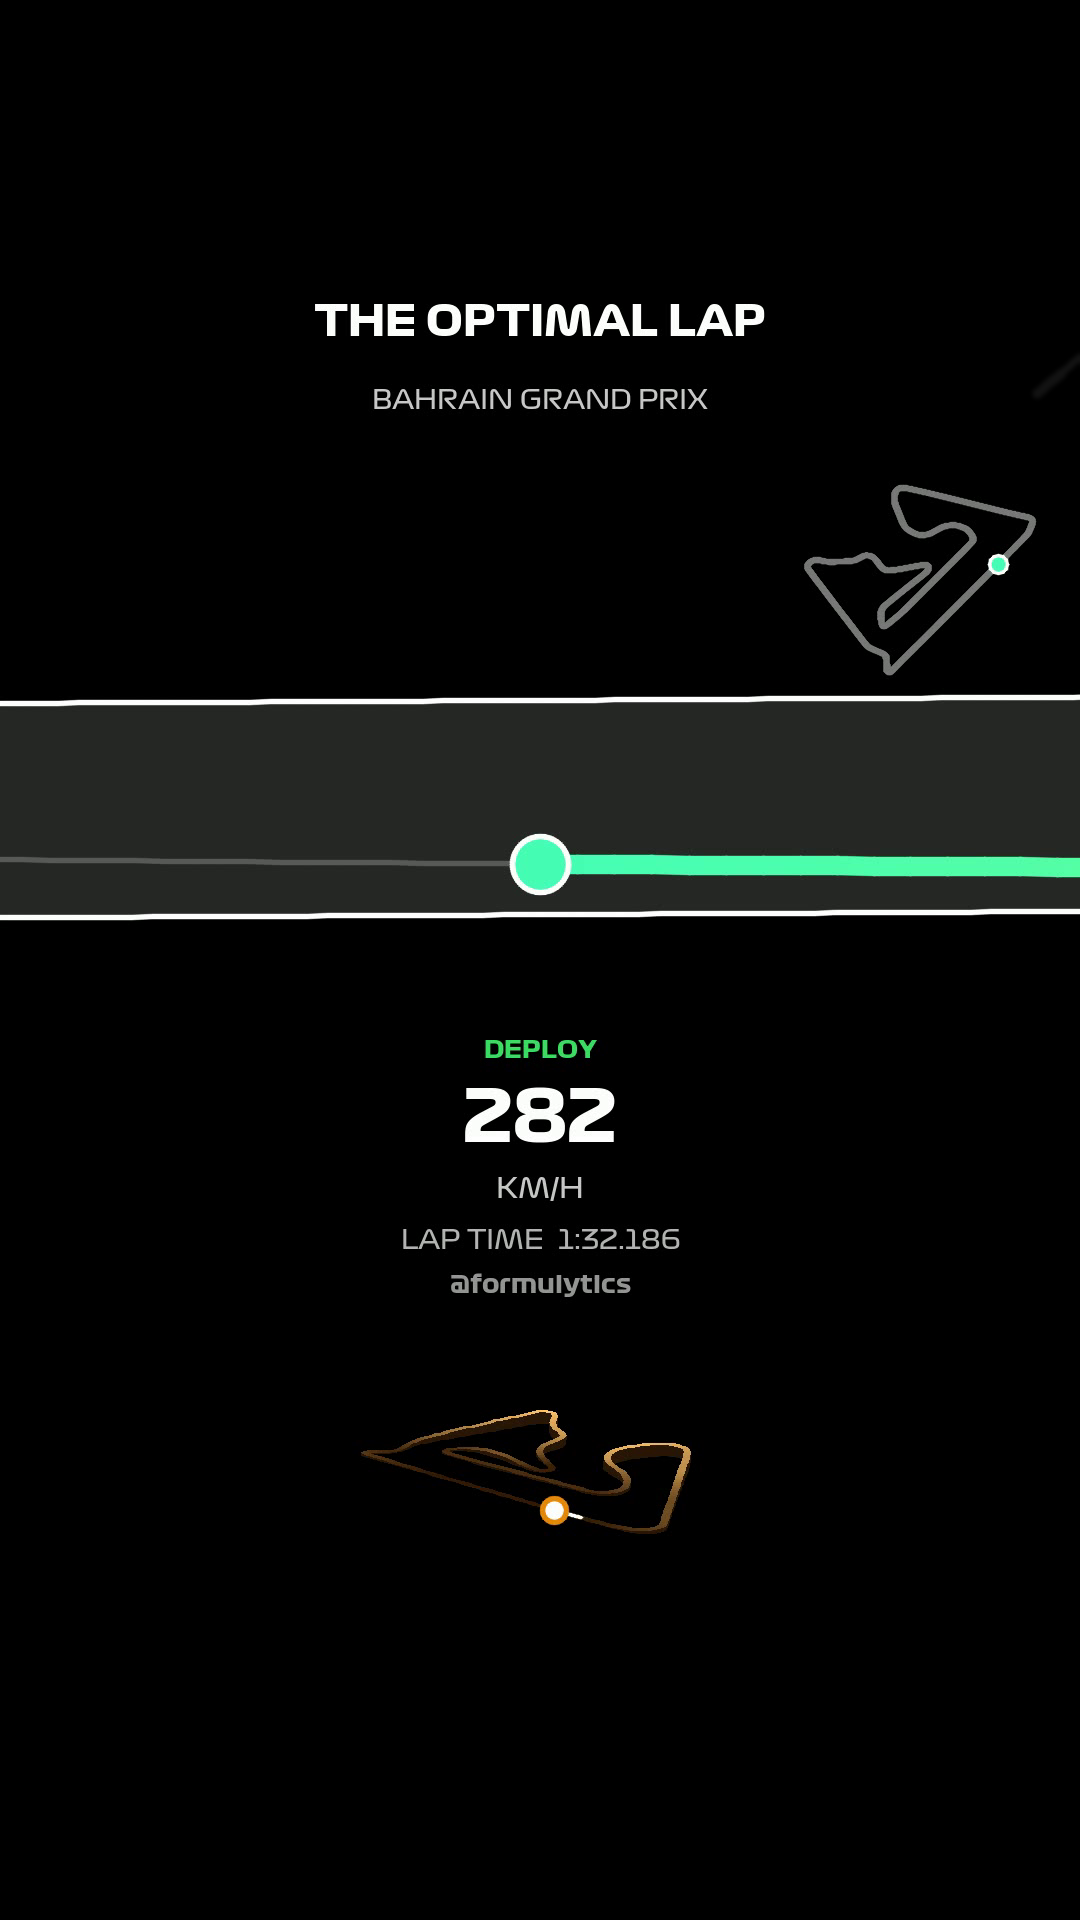 THE OPTIMAL LAP
BAHRAIN GRAND PRIX
DEPLOY
282
KM/H
LAP TIME 1:32.186
@formulytics